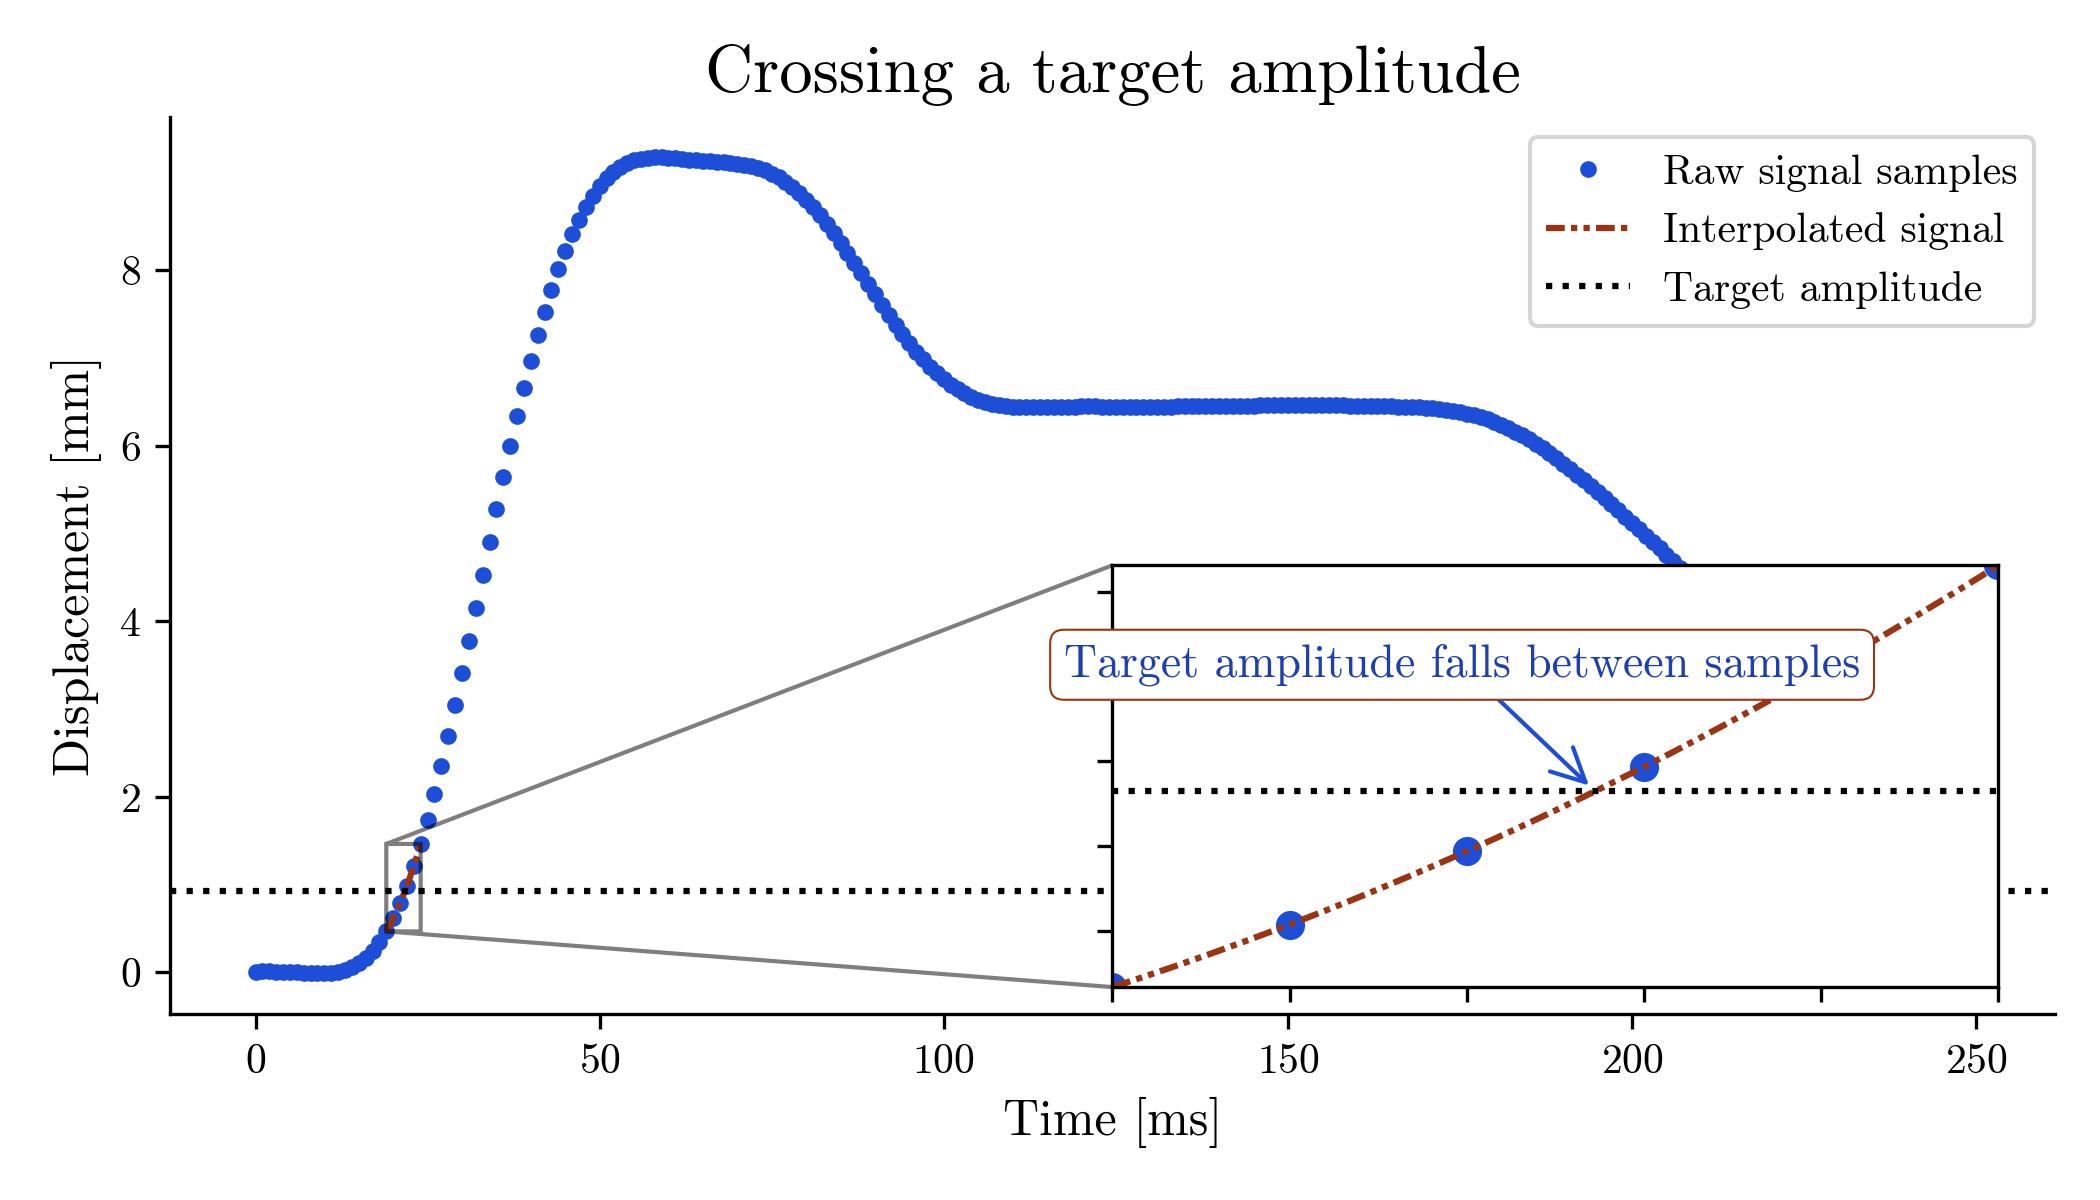 Crossing a target amplitude
Raw signal samples
Interpolated signal
Target amplitude
Displacement [mm]
8
6
4
2
0
Target amplitude falls between samples
0 50 100 150 200 250
Time [ms]